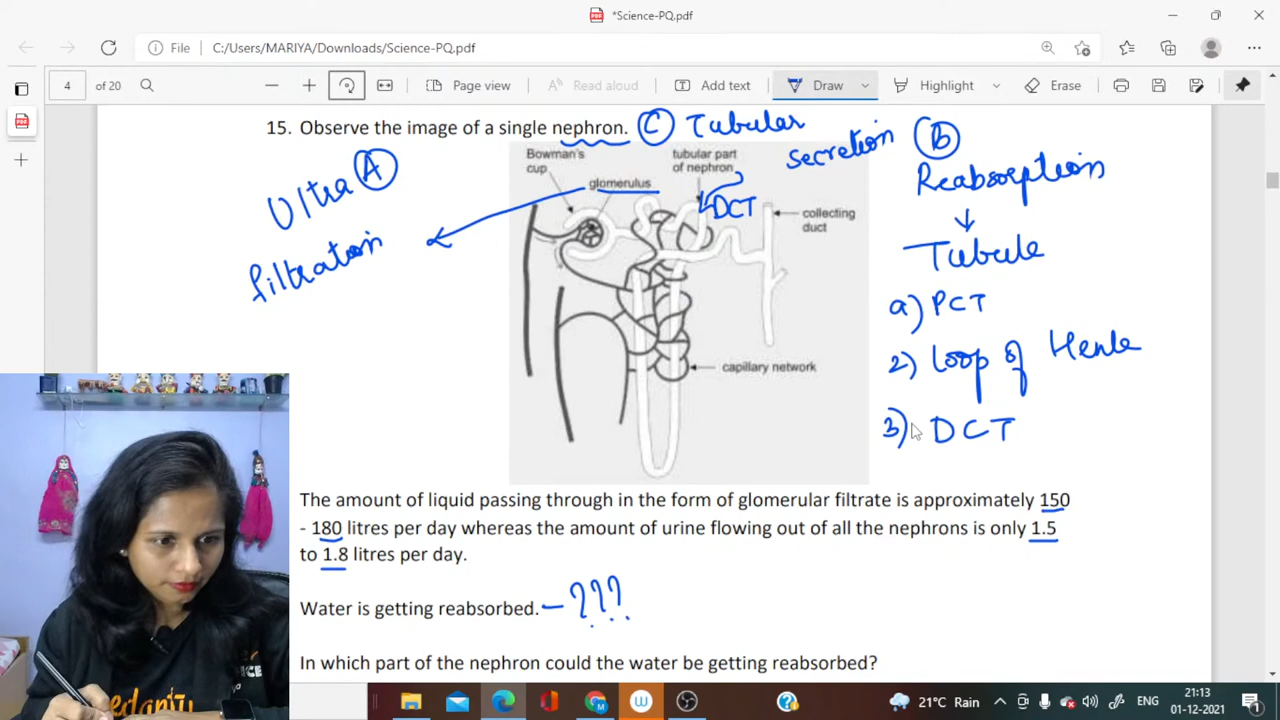 *Science-PQ.pdf
File
C:/Users/MARIYA/Downloads/Science-PQ.pdf
4
of 20
Page view
Read aloud
Add text
Draw
Highlight
Erase
15. Observe the image of a single nephron.
C Tubular secretion
B
Reabsorption
Tubule
a) PCT
2) Loop of Henle
3) DCT
A
Ultra
filtration
Bowman's
cup
glomerulus
tubular part
of nephron
DCT
collecting
duct
capillary network
The amount of liquid passing through in the form of glomerular filtrate is approximately 150
- 180 litres per day whereas the amount of urine flowing out of all the nephrons is only 1.5
to 1.8 litres per day.
Water is getting reabsorbed. – ???
In which part of the nephron could the water be getting reabsorbed?
21°C Rain
ENG
21:13
01-12-2021